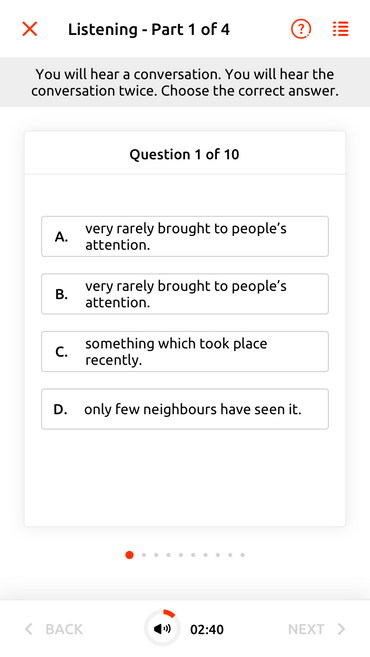 Listening - Part 1 of 4
?
You will hear a conversation. You will hear the
conversation twice. Choose the correct answer.
Question 1 of 10
A. very rarely brought to people’s
attention.
B. very rarely brought to people’s
attention.
C. something which took place
recently.
D. only few neighbours have seen it.
BACK
02:40
NEXT